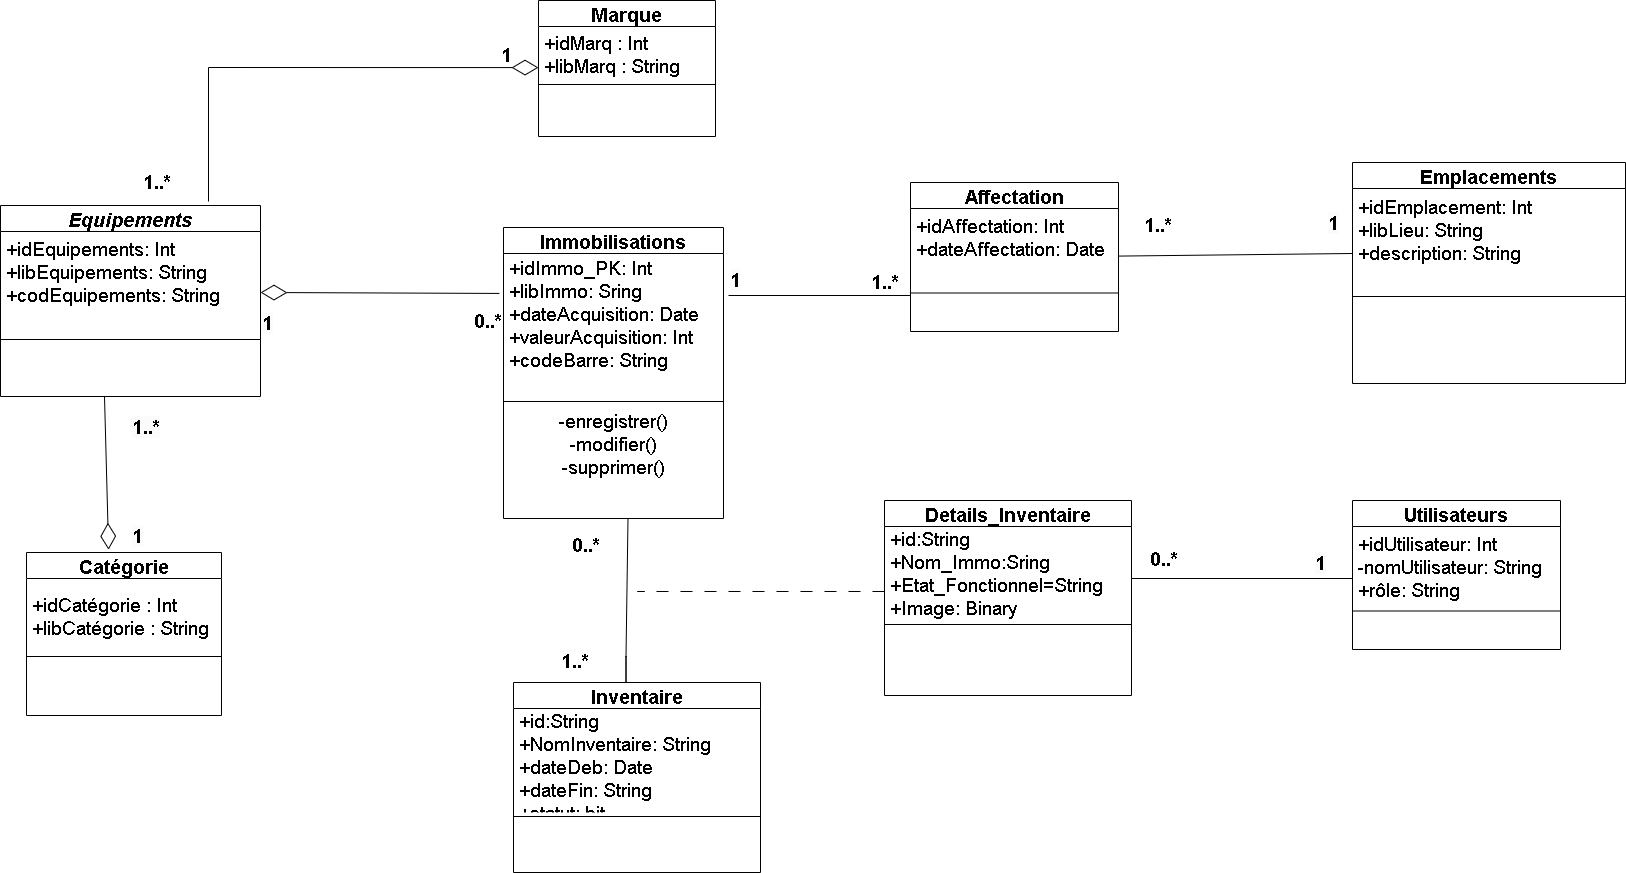 Marque
+idMarq : Int
+libMarq : String
1
1..*
Equipements
+idEquipements: Int
+libEquipements: String
+codEquipements: String
1
0..*
Immobilisations
+idImmo_PK: Int
+libImmo: Sring
+dateAcquisition: Date
+valeurAcquisition: Int
+codeBarre: String
-enregistrer()
-modifier()
-supprimer()
1
1..*
Affectation
+idAffectation: Int
+dateAffectation: Date
1..*
1
Emplacements
+idEmplacement: Int
+libLieu: String
+description: String
1..*
1
Catégorie
+idCatégorie : Int
+libCatégorie : String
0..*
1..*
Details_Inventaire
+id:String
+Nom_Immo:Sring
+Etat_Fonctionnel=String
+Image: Binary
0..*
1
Utilisateurs
+idUtilisateur: Int
-nomUtilisateur: String
+rôle: String
Inventaire
+id:String
+NomInventaire: String
+dateDeb: Date
+dateFin: String
+statut: bit